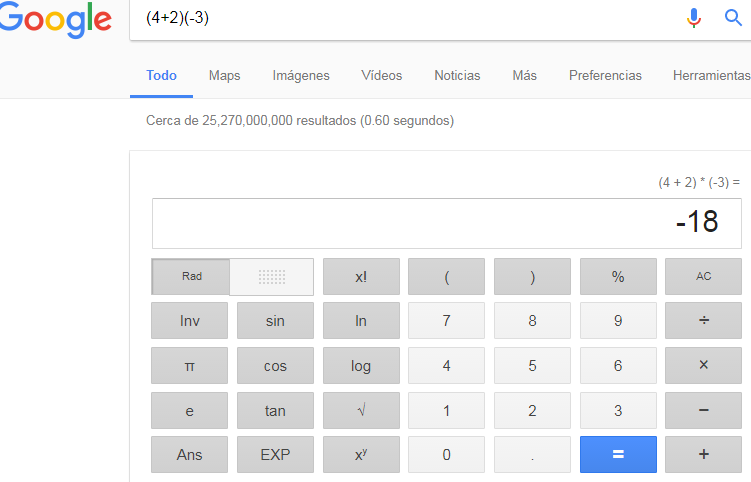 Google (4+2)(-3)
Todo Maps Imágenes Vídeos Noticias Más Preferencias Herramientas
Cerca de 25,270,000,000 resultados (0.60 segundos)
(4 + 2) * (-3) =
-18
Rad x! ( ) % AC
Inv sin ln 7 8 9 ÷
π cos log 4 5 6 ×
e tan √ 1 2 3 −
Ans EXP xʸ 0 . = +